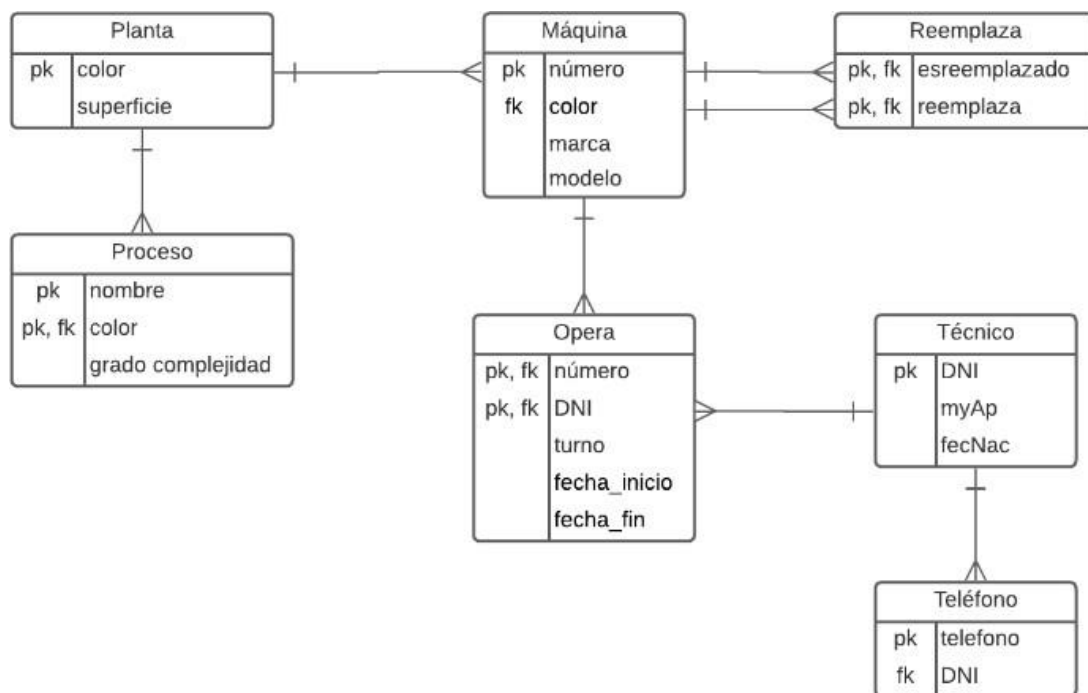 Planta
pk color
superficie
Máquina
pk número
fk color
marca
modelo
Reemplaza
pk, fk esreemplazado
pk, fk reemplaza
Proceso
pk nombre
pk, fk color
grado complejidad
Opera
pk, fk número
pk, fk DNI
turno
fecha_inicio
fecha_fin
Técnico
pk DNI
myAp
fecNac
Teléfono
pk telefono
fk DNI